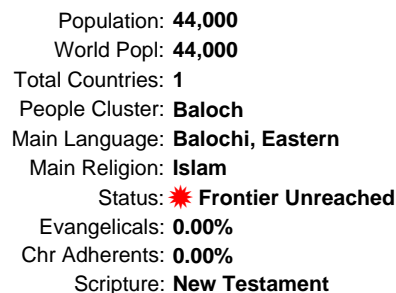 Population: 44,000
World Popl: 44,000
Total Countries: 1
People Cluster: Baloch
Main Language: Balochi, Eastern
Main Religion: Islam
Status: Frontier Unreached
Evangelicals: 0.00%
Chr Adherents: 0.00%
Scripture: New Testament